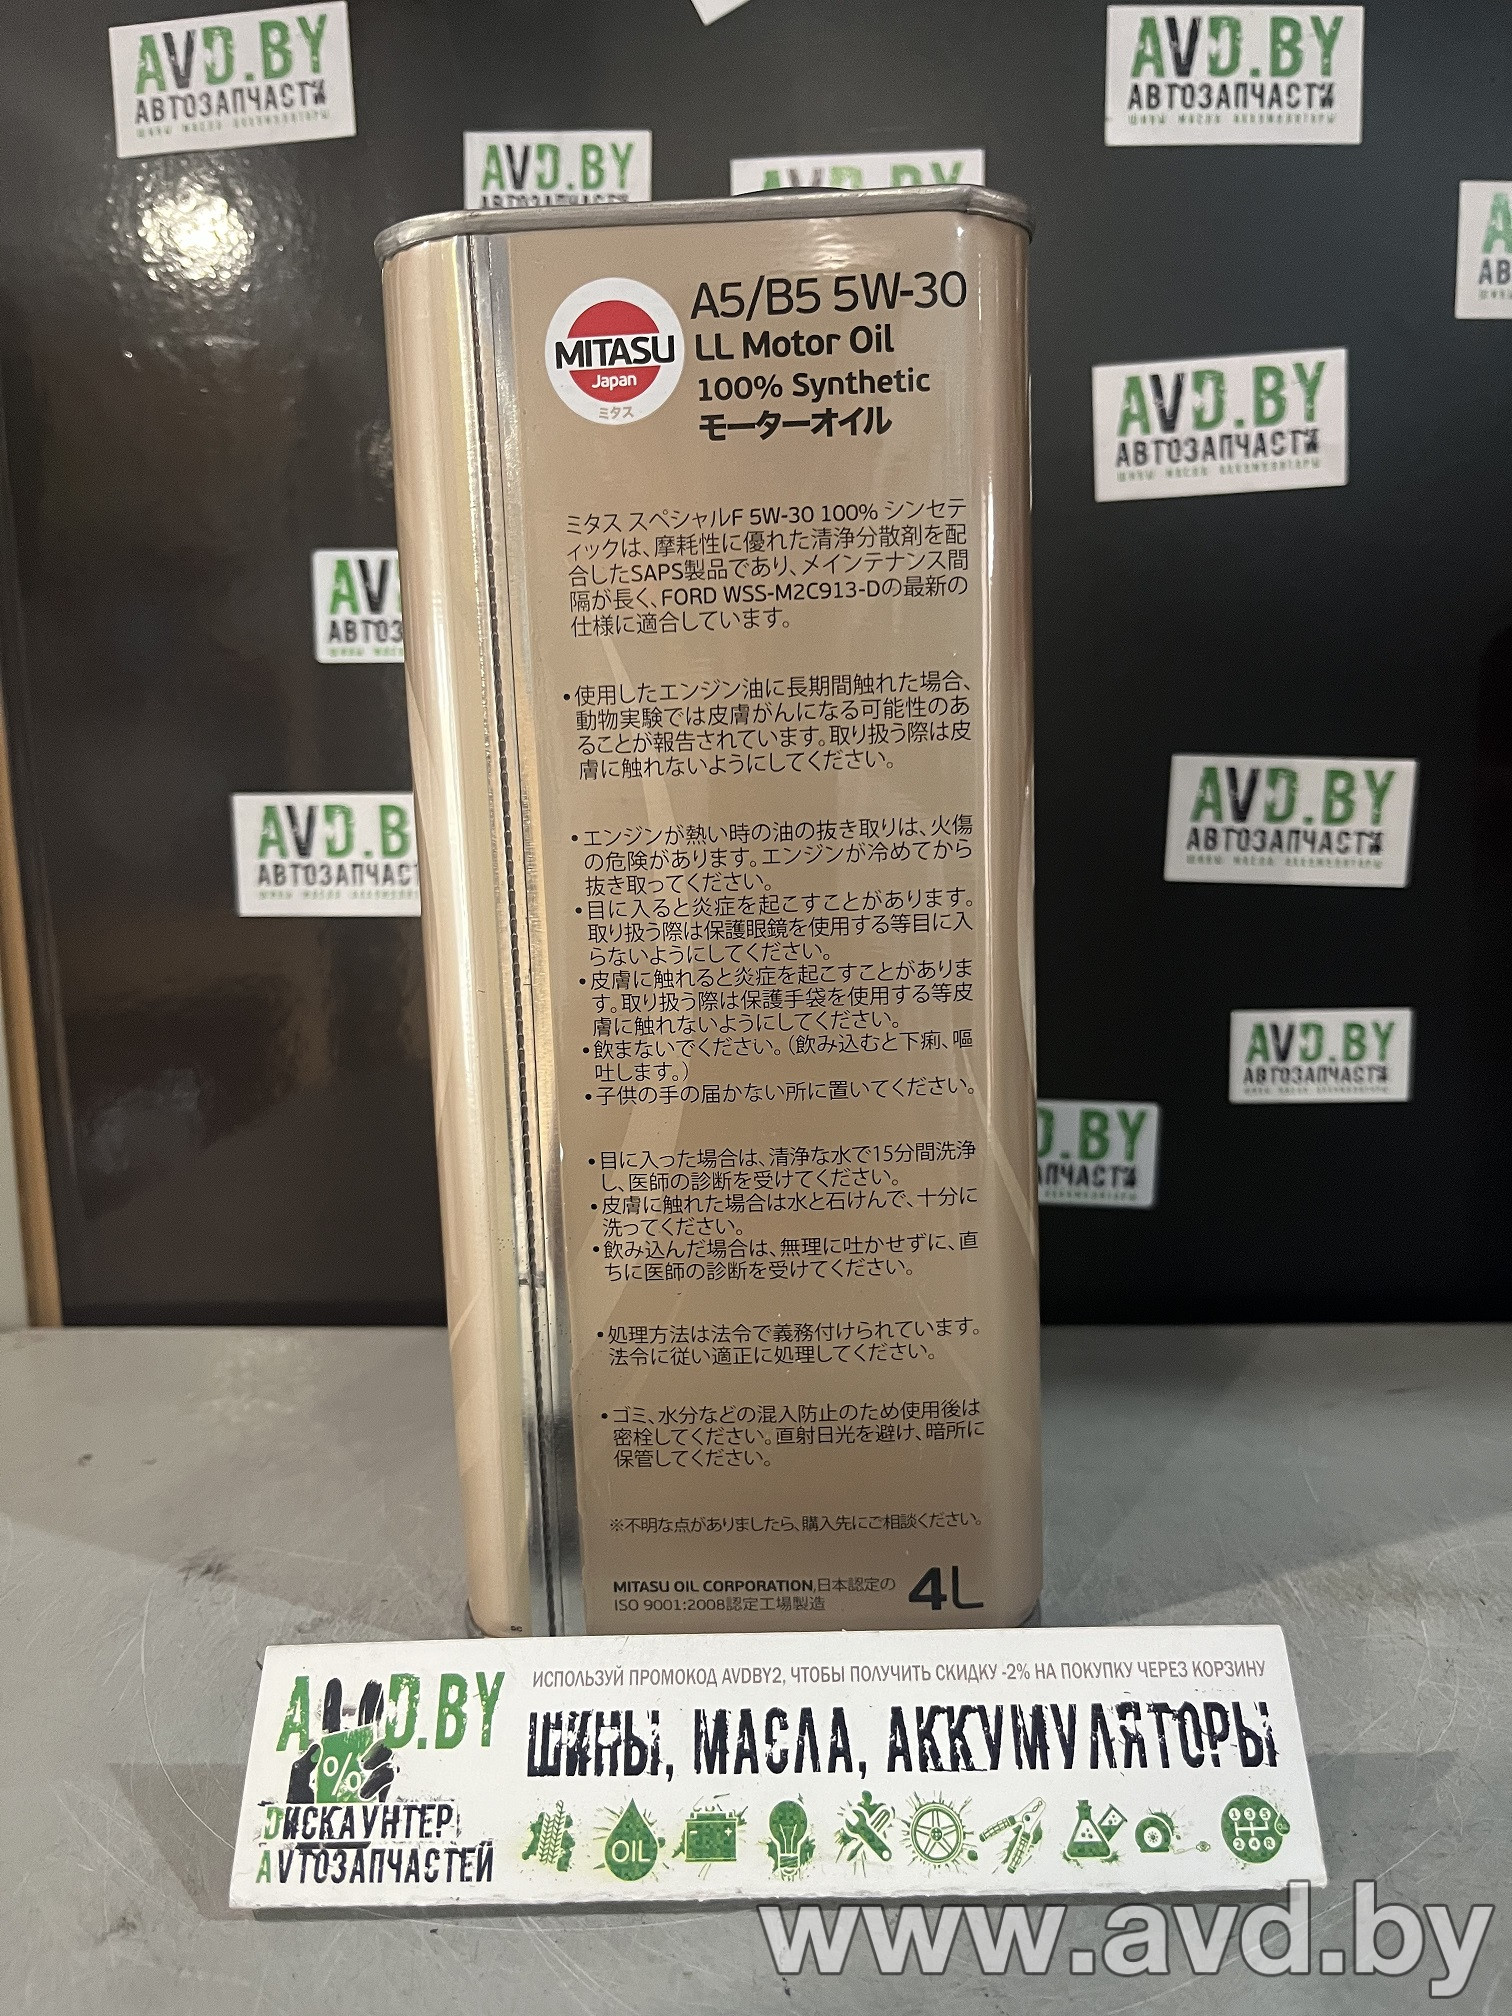 AVD.BY
АВТОЗАПЧАСТИ
ШИНЫ МАСЛА АККУМУЛЯТОРЫ
AVD.BY
АВТОЗАПЧАСТИ
ШИНЫ МАСЛА АККУМУЛЯТОРЫ
AVD.BY
АВТОЗАПЧАСТИ
AVD.BY
AVD.BY
АВТОЗАПЧАСТИ
ШИНЫ МАСЛА АККУМУЛЯТОРЫ
AVD.BY
АВТОЗАПЧАСТИ
ШИНЫ МАСЛА АККУМУЛЯТОРЫ
AVD.BY
АВТОЗАПЧАСТИ
ШИНЫ МАСЛА АККУМУЛЯТОРЫ
D.BY
АПЧАСТИ
MITASU
Japan
ミタス
A5/B5 5W-30
LL Motor Oil
100% Synthetic
モーターオイル
ミタス スペシャルF 5W-30 100% シンセテ
ィックは、摩耗性に優れた清浄分散剤を配
合したSAPS製品であり、メインテナンス間
隔が長く、FORD WSS-M2C913-Dの最新の
仕様に適合しています。
•使用したエンジン油に長期間触れた場合、
動物実験では皮膚がんになる可能性のあ
ることが報告されています。取り扱う際は皮
膚に触れないようにしてください。
•エンジンが熱い時の油の抜き取りは、火傷
の危険があります。エンジンが冷めてから
抜き取ってください。
•目に入ると炎症を起こすことがあります。
取り扱う際は保護眼鏡を使用する等目に入
らないようにしてください。
•皮膚に触れると炎症を起こすことがありま
す。取り扱う際は保護手袋を使用する等皮
膚に触れないようにしてください。
•飲まないでください。（飲み込むと下痢、嘔
吐します。）
•子供の手の届かない所に置いてください。
•目に入った場合は、清浄な水で15分間洗浄
し、医師の診断を受けてください。
•皮膚に触れた場合は水と石けんで、十分に
洗ってください。
•飲み込んだ場合は、無理に吐かせずに、直
ちに医師の診断を受けてください。
•処理方法は法令で義務付けられています。
法令に従い適正に処理してください。
•ゴミ、水分などの混入防止のため使用後は
密栓してください。直射日光を避け、暗所に
保管してください。
※不明な点がありましたら、購入先にご相談ください。
MITASU OIL CORPORATION,日本認定の
ISO 9001:2008認定工場製造
4L
AVD.BY
%
DИСКАУНТЕР
АVТОЗАПЧАСТЕЙ
ИСПОЛЬЗУЙ ПРОМОКОД AVDBY2, ЧТОБЫ ПОЛУЧИТЬ СКИДКУ -2% НА ПОКУПКУ ЧЕРЕЗ КОРЗИНУ
ШИНЫ, МАСЛА, АККУМУЛЯТОРЫ
OIL
1 3 5
2 4 R
www.avd.by